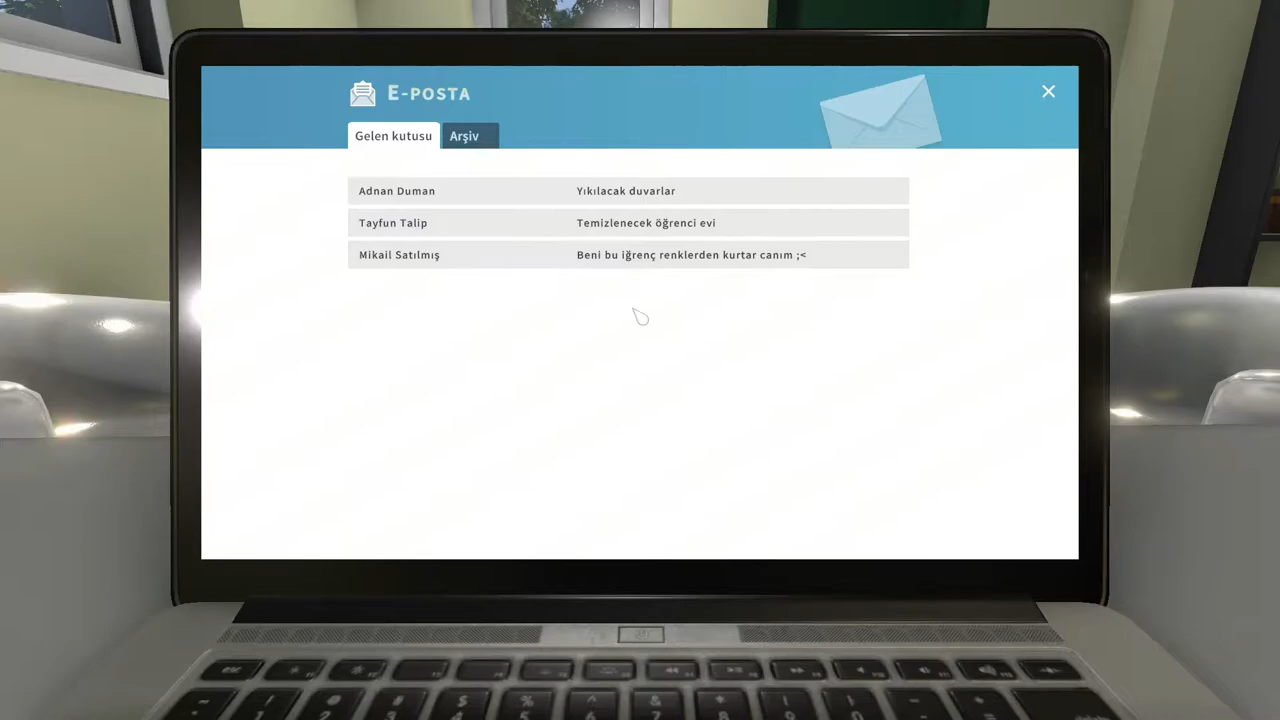 E-POSTA
Gelen kutusu
Arşiv
Adnan Duman Yıkılacak duvarlar
Tayfun Talip Temizlenecek öğrenci evi
Mikail Satılmış Beni bu iğrenç renklerden kurtar canım ;<
esc